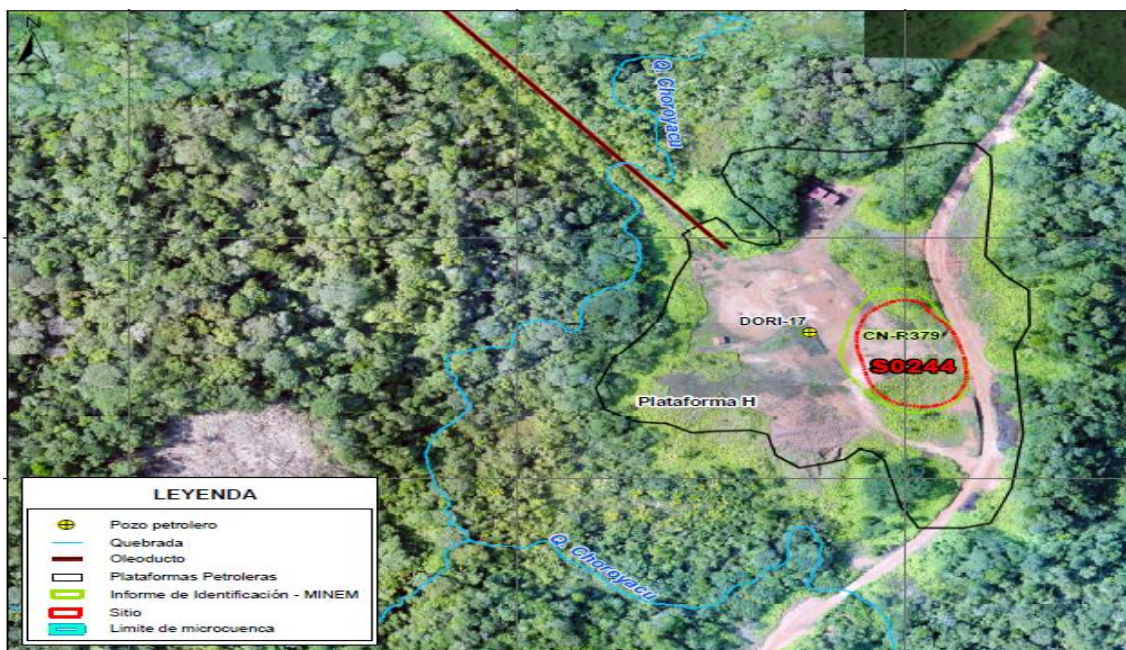 N
Q. Choroyacu
DORI-17
CN-R379
S0244
Plataforma H
Q. Choroyacu
LEYENDA
Pozo petrolero
Quebrada
Oleoducto
Plataformas Petroleras
Informe de Identificación - MINEM
Sitio
Limite de microcuenca